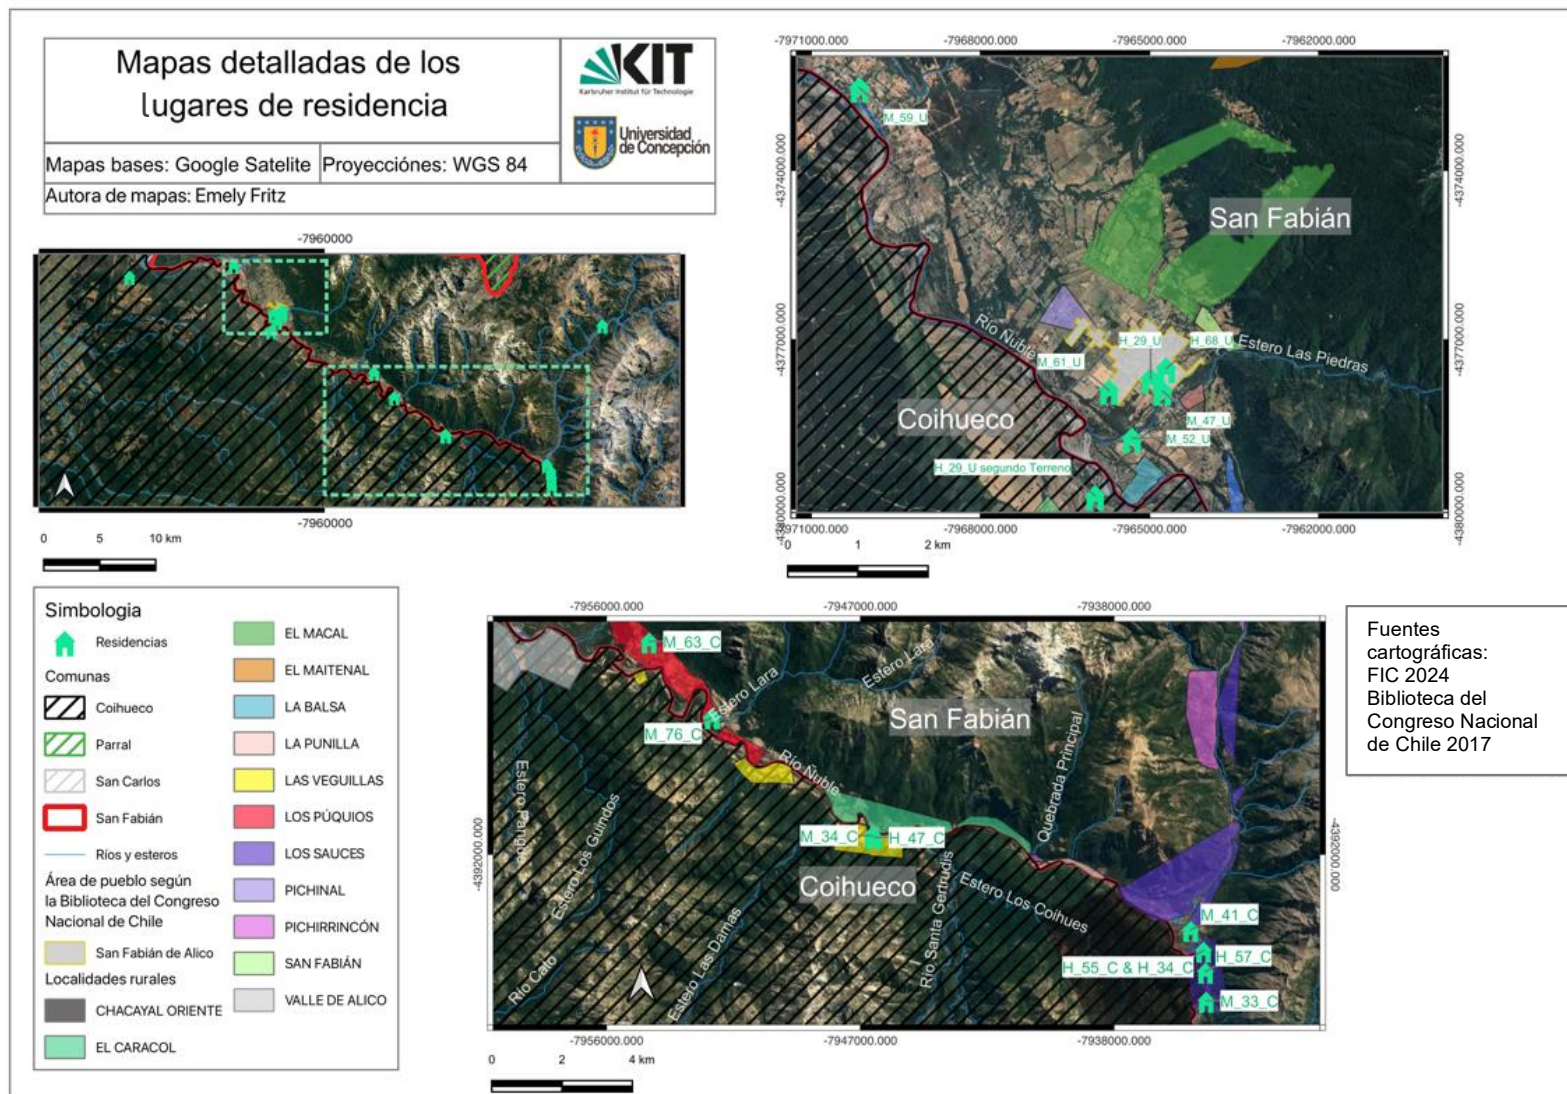 Mapas detalladas de los
lugares de residencia
KIT
Karlsruher Institut für Technologie
Universidad
de Concepción
Mapas bases: Google Satelite
Proyecciónes: WGS 84
Autora de mapas: Emely Fritz
-7960000
-7960000
0 5 10 km
-7971000.000 -7968000.000 -7965000.000 -7962000.000
-4374000.000
-4377000.000
-4380000.000
M_59_U
San Fabián
Río Ñuble
H_29_U
H_68_U
Estero Las Piedras
M_61_U
Coihueco
M_47_U
M_52_U
H_29_U segundo Terreno
-4374000.000
-4377000.000
-4380000.000
-7971000.000 -7968000.000 -7965000.000 -7962000.000
0 1 2 km
Simbologia
Residencias
Comunas
Coihueco
Parral
San Carlos
San Fabián
Ríos y esteros
Área de pueblo según
la Biblioteca del Congreso
Nacional de Chile
San Fabián de Alico
Localidades rurales
CHACAYAL ORIENTE
EL CARACOL
EL MACAL
EL MAITENAL
LA BALSA
LA PUNILLA
LAS VEGUILLAS
LOS PÚQUIOS
LOS SAUCES
PICHINAL
PICHIRRINCÓN
SAN FABIÁN
VALLE DE ALICO
-7956000.000 -7947000.000 -7938000.000
-4392000.000
M_63_C
Estero Lara
Estero Lara
San Fabián
M_76_C
Río Ñuble
Quebrada Principal
Estero Los Guindos
M_34_C
H_47_C
Coihueco
Río Santa Gertrudis
Estero Los Coihues
Estero Las Damas
Río Cato
M_41_C
H_57_C
H_55_C & H_34_C
M_33_C
-4392000.000
-7956000.000 -7947000.000 -7938000.000
0 2 4 km
Fuentes
cartográficas:
FIC 2024
Biblioteca del
Congreso Nacional
de Chile 2017